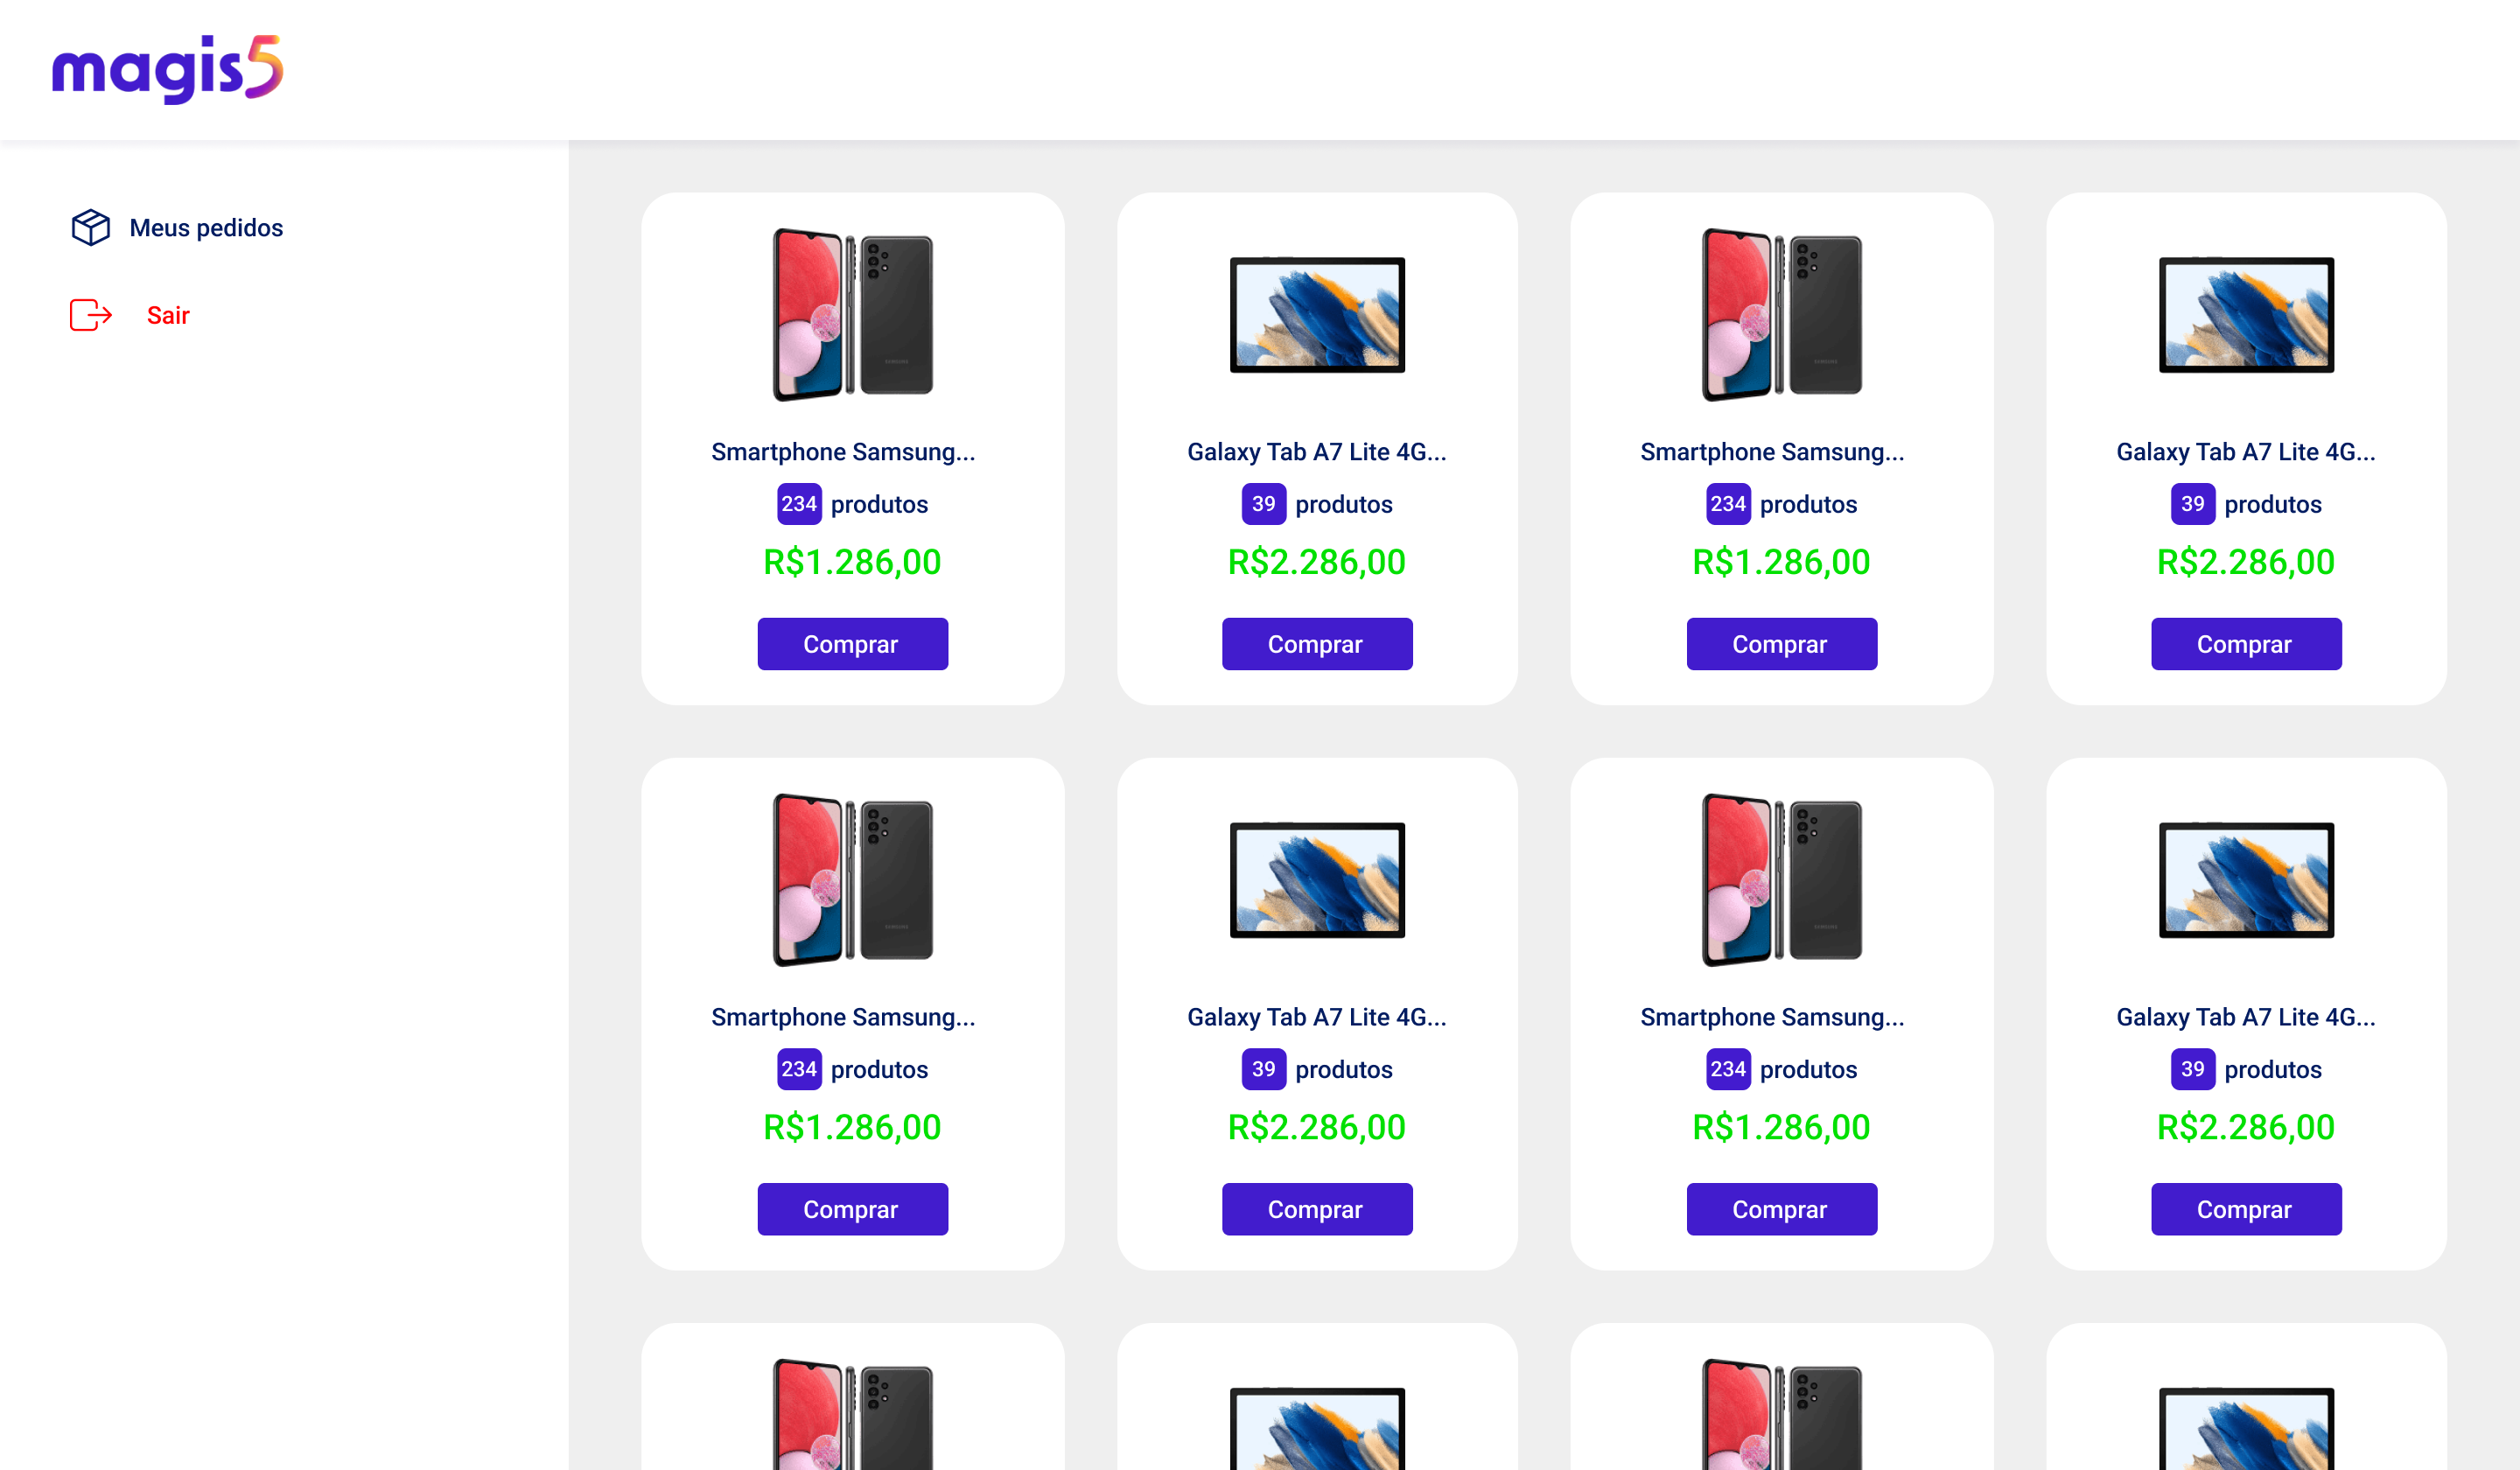 magis5
Meus pedidos
Sair
Smartphone Samsung...
234 produtos
R$1.286,00
Comprar
Galaxy Tab A7 Lite 4G...
39 produtos
R$2.286,00
Comprar
Smartphone Samsung...
234 produtos
R$1.286,00
Comprar
Galaxy Tab A7 Lite 4G...
39 produtos
R$2.286,00
Comprar
Smartphone Samsung...
234 produtos
R$1.286,00
Comprar
Galaxy Tab A7 Lite 4G...
39 produtos
R$2.286,00
Comprar
Smartphone Samsung...
234 produtos
R$1.286,00
Comprar
Galaxy Tab A7 Lite 4G...
39 produtos
R$2.286,00
Comprar